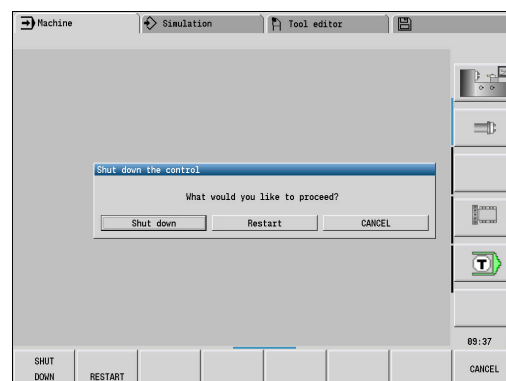 Machine
Simulation
Tool editor
Shut down the control
What would you like to proceed?
Shut down
Restart
CANCEL
T
09:37
SHUT
DOWN
RESTART
CANCEL